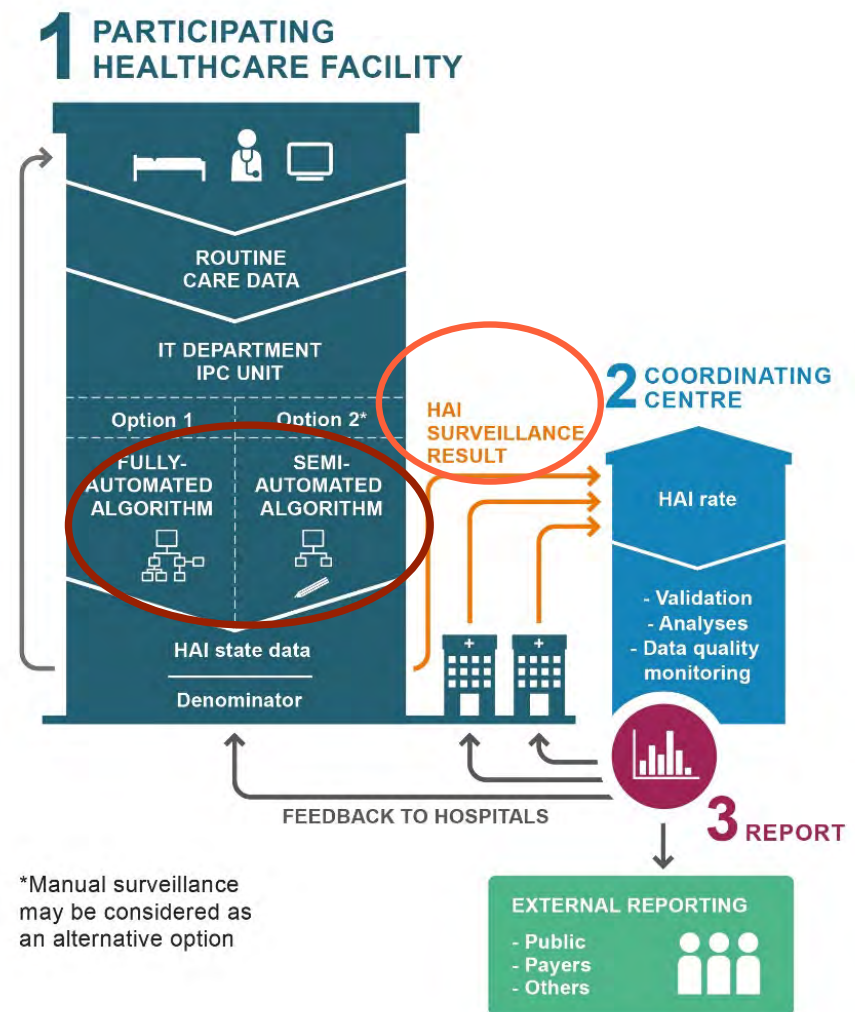 1 PARTICIPATING
HEALTHCARE FACILITY
ROUTINE
CARE DATA
IT DEPARTMENT
IPC UNIT
Option 1
Option 2*
FULLY-
AUTOMATED
ALGORITHM
SEMI-
AUTOMATED
ALGORITHM
HAI state data
Denominator
HAI
SURVEILLANCE
RESULT
2 COORDINATING
CENTRE
HAI rate
- Validation
- Analyses
- Data quality
monitoring
FEEDBACK TO HOSPITALS
3 REPORT
*Manual surveillance
may be considered as
an alternative option
EXTERNAL REPORTING
- Public
- Payers
- Others